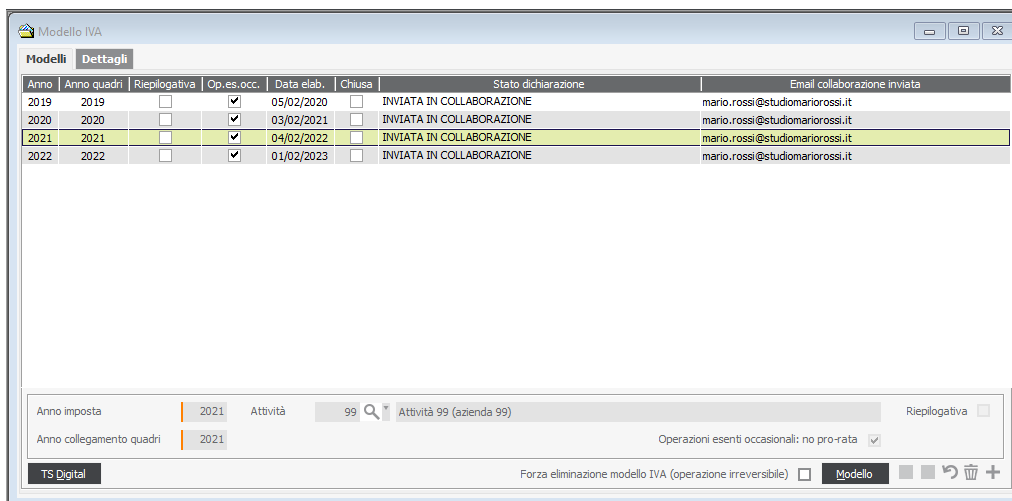 Modello IVA
Modelli Dettagli
Anno Anno quadri Riepilogativa Op.es.occ. Data elab. Chiusa Stato dichiarazione Email collaborazione inviata
2019 2019 05/02/2020 INVIATA IN COLLABORAZIONE mario.rossi@studiomariorossi.it
2020 2020 03/02/2021 INVIATA IN COLLABORAZIONE mario.rossi@studiomariorossi.it
2021 2021 04/02/2022 INVIATA IN COLLABORAZIONE mario.rossi@studiomariorossi.it
2022 2022 01/02/2023 INVIATA IN COLLABORAZIONE mario.rossi@studiomariorossi.it
Anno imposta 2021 Attività 99 Attività 99 (azienda 99) Riepilogativa
Anno collegamento quadri 2021 Operazioni esenti occasionali: no pro-rata
TS Digital Forza eliminazione modello IVA (operazione irreversibile) Modello